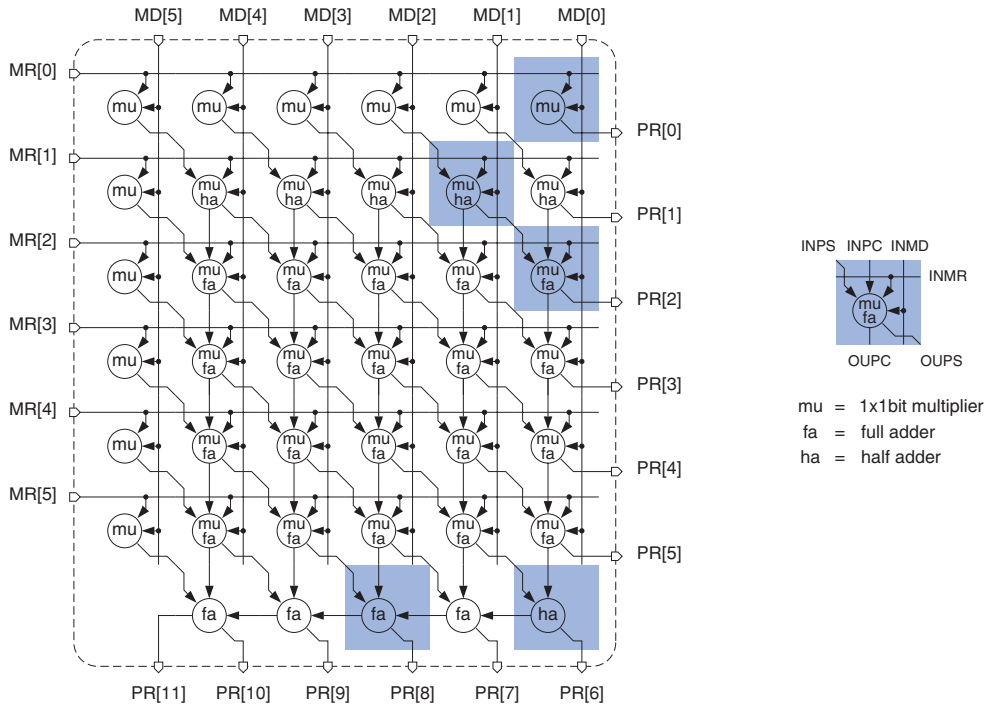 MD[5] MD[4] MD[3] MD[2] MD[1] MD[0]
MR[0]
mu mu mu mu mu mu
PR[0]
MR[1]
mu mu ha mu ha mu ha mu ha mu ha
PR[1]
MR[2]
mu mu fa mu fa mu fa mu fa mu fa
PR[2]
MR[3]
mu mu fa mu fa mu fa mu fa mu fa
PR[3]
MR[4]
mu mu fa mu fa mu fa mu fa mu fa
PR[4]
MR[5]
mu mu fa mu fa mu fa mu fa mu fa
PR[5]
fa fa fa fa ha
PR[11] PR[10] PR[9] PR[8] PR[7] PR[6]
INPS INPC INMD
INMR
mu
fa
OUPC OUPS
mu = 1x1bit multiplier
fa = full adder
ha = half adder